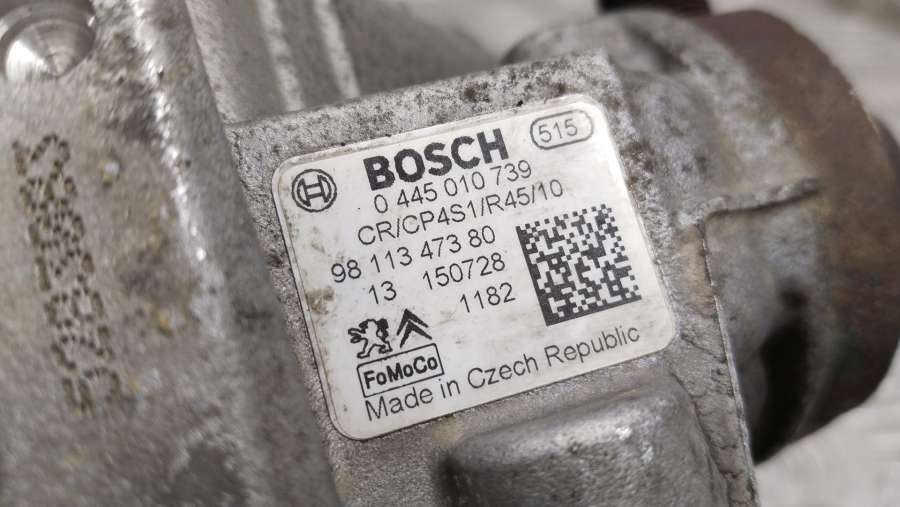 BOSCH 515
0 445 010 739
CR/CP4S1/R45/10
98 113 473 80
13 150728
1182
FoMoCo
Made in Czech Republic